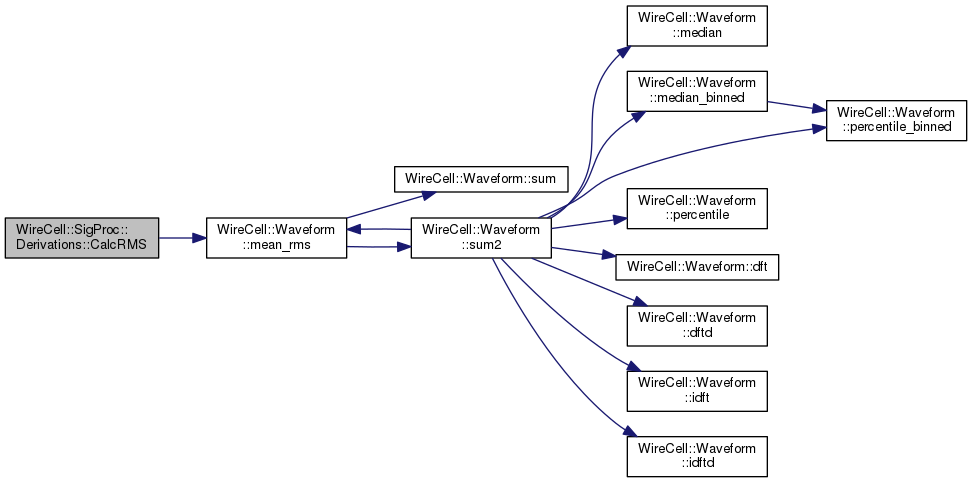 WireCell::SigProc::
Derivations::CalcRMS
WireCell::Waveform
::mean_rms
WireCell::Waveform::sum
WireCell::Waveform
::sum2
WireCell::Waveform
::median
WireCell::Waveform
::median_binned
WireCell::Waveform
::percentile_binned
WireCell::Waveform
::percentile
WireCell::Waveform::dft
WireCell::Waveform
::dftd
WireCell::Waveform
::idft
WireCell::Waveform
::idftd